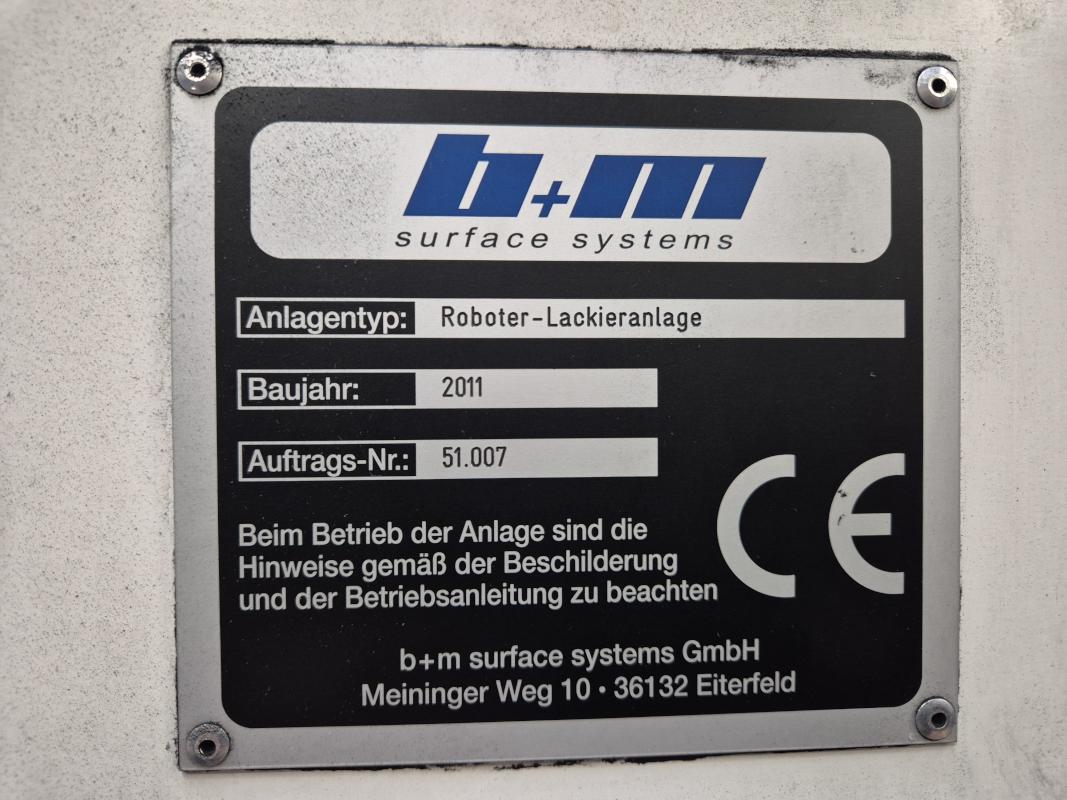 b+m
surface systems
Anlagentyp: Roboter-Lackieranlage
Baujahr: 2011
Auftrags-Nr.: 51.007
CE
Beim Betrieb der Anlage sind die
Hinweise gemäß der Beschilderung
und der Betriebsanleitung zu beachten
b+m surface systems GmbH
Meininger Weg 10 • 36132 Eiterfeld